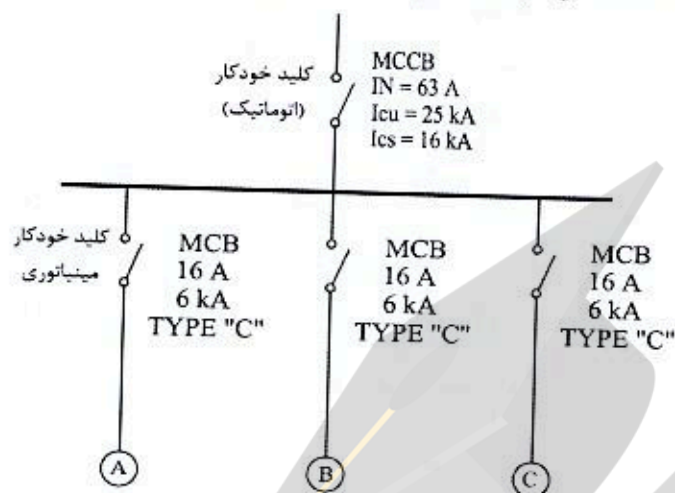 کلید خودکار
(اتوماتیک)
MCCB
IN = 63 A
Icu = 25 kA
Ics = 16 kA
کلید خودکار
مینیاتوری
MCB
16 A
6 kA
TYPE "C"
MCB
16 A
6 kA
TYPE "C"
MCB
16 A
6 kA
TYPE "C"
A
B
C